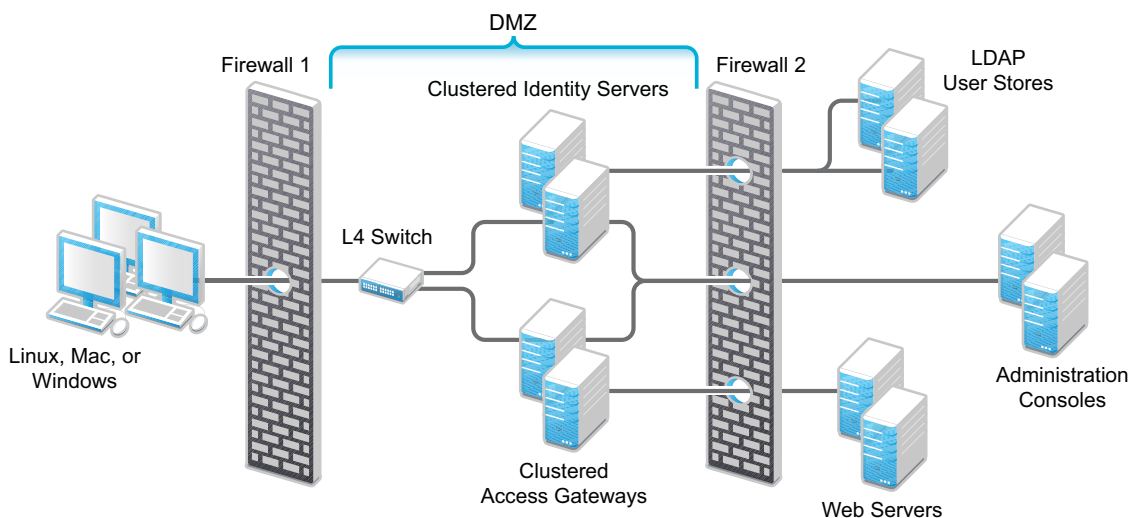 DMZ
Firewall 1
Firewall 2
LDAP
User Stores
Clustered Identity Servers
L4 Switch
Linux, Mac, or
Windows
Administration
Consoles
Clustered
Access Gateways
Web Servers